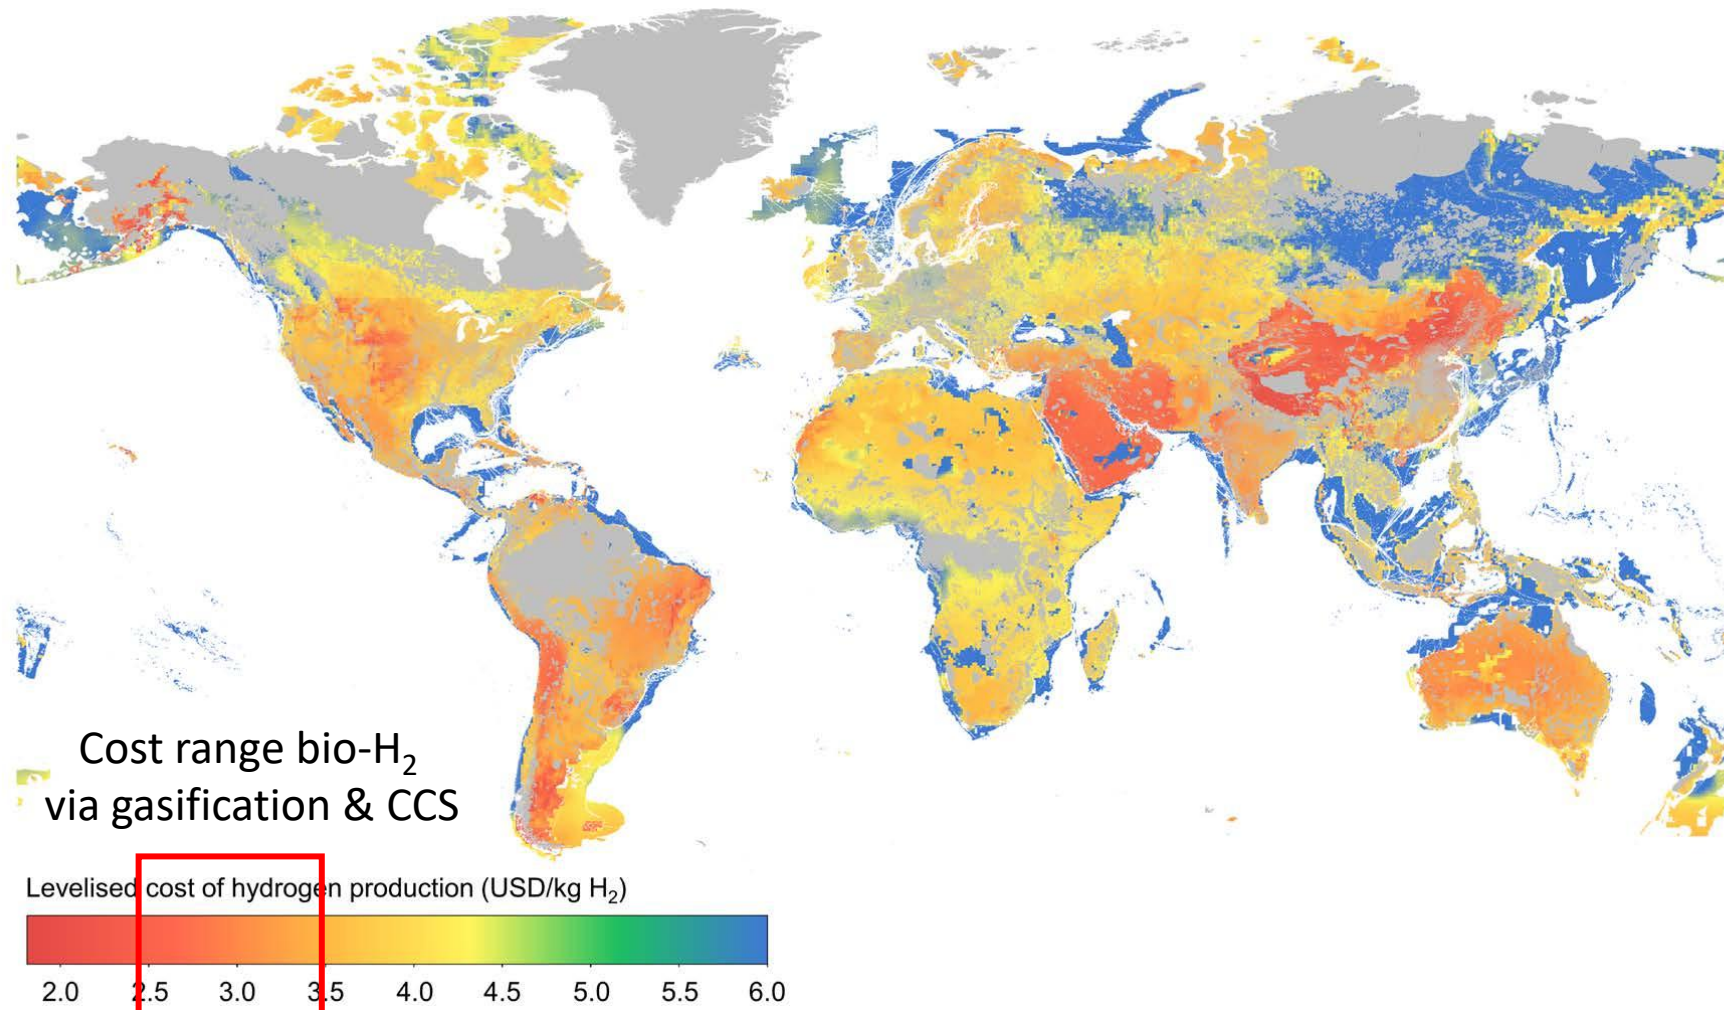 Cost range bio-H₂
via gasification & CCS
Levelised cost of hydrogen production (USD/kg H₂)
2.0 2.5 3.0 3.5 4.0 4.5 5.0 5.5 6.0